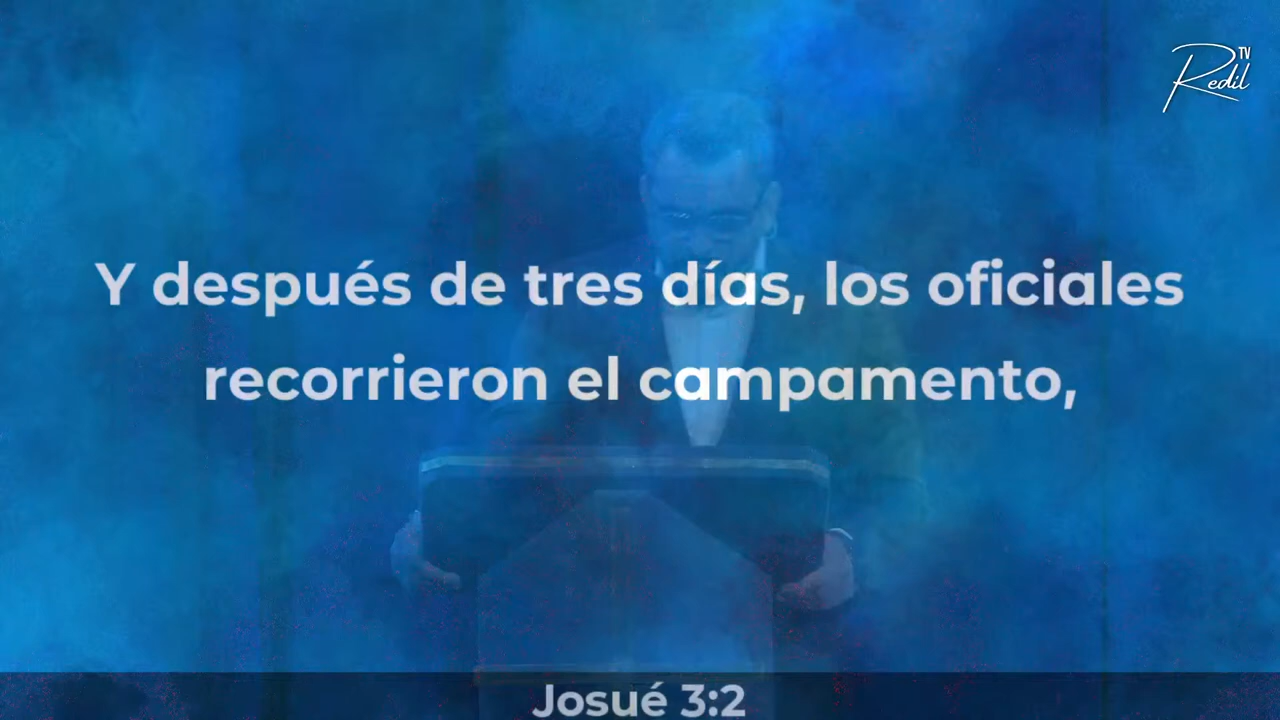 TV
Redil
Y después de tres días, los oficiales
recorrieron el campamento,
Josué 3:2